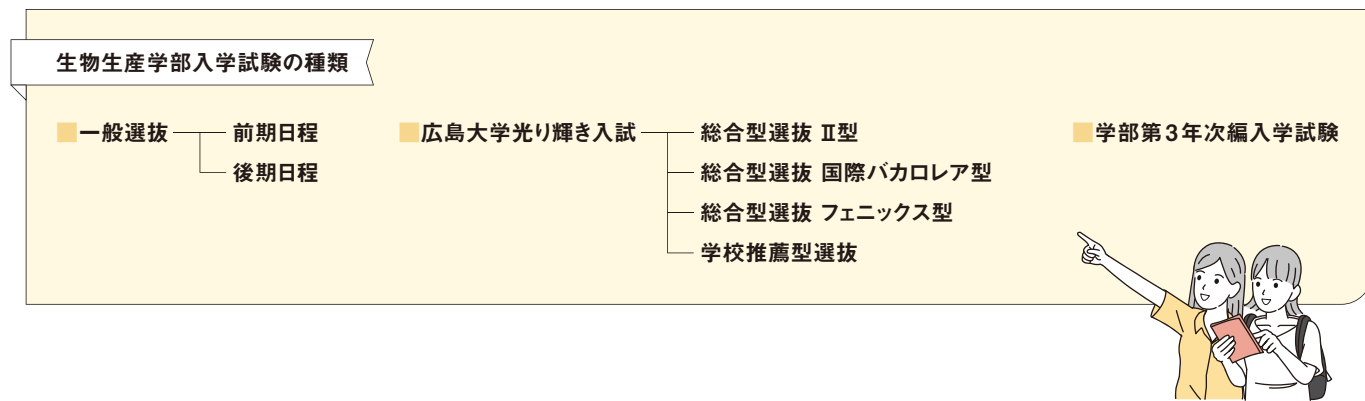 生物生産学部入学試験の種類
■一般選抜
前期日程
後期日程
■広島大学光り輝き入試
総合型選抜 Ⅱ型
総合型選抜 国際バカロレア型
総合型選抜 フェニックス型
学校推薦型選抜
■学部第3年次編入学試験